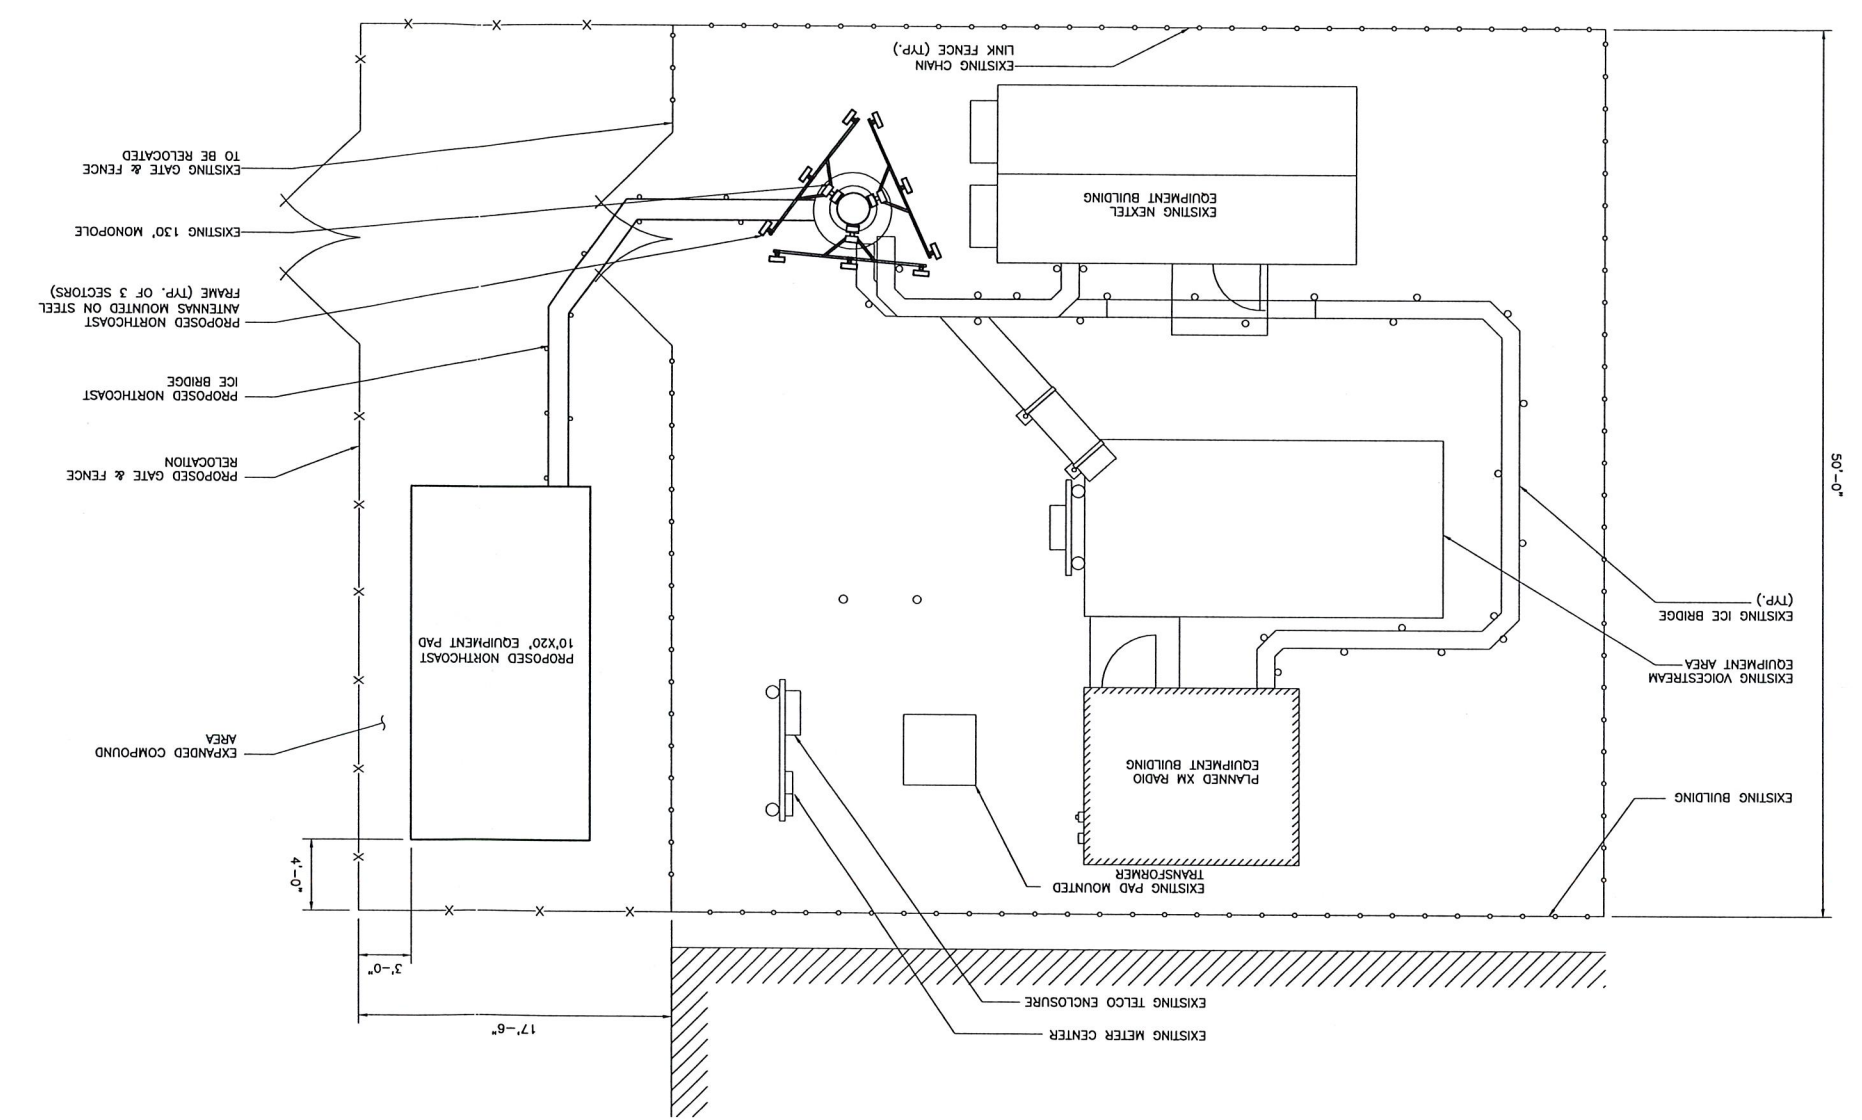 EXISTING METER CENTER
EXISTING TELCO ENCLOSURE
17'-6"
3'-0"
4'-0"
EXISTING PAD MOUNTED
TRANSFORMER
EXISTING BUILDING
PLANNED XM RADIO
EQUIPMENT BUILDING
EXPANDED COMPOUND
AREA
EXISTING VOICESTREAM
EQUIPMENT AREA
PROPOSED NORTHCOAST
10'X20' EQUIPMENT PAD
EXISTING ICE BRIDGE
(TYP.)
50'-0"
PROPOSED GATE & FENCE
RELOCATION
PROPOSED NORTHCOAST
ICE BRIDGE
PROPOSED NORTHCOAST
ANTENNAS MOUNTED ON STEEL
FRAME (TYP. OF 3 SECTORS)
EXISTING 130' MONOPOLE
EXISTING NEXTEL
EQUIPMENT BUILDING
EXISTING GATE & FENCE
TO BE RELOCATED
EXISTING CHAIN
LINK FENCE (TYP.)